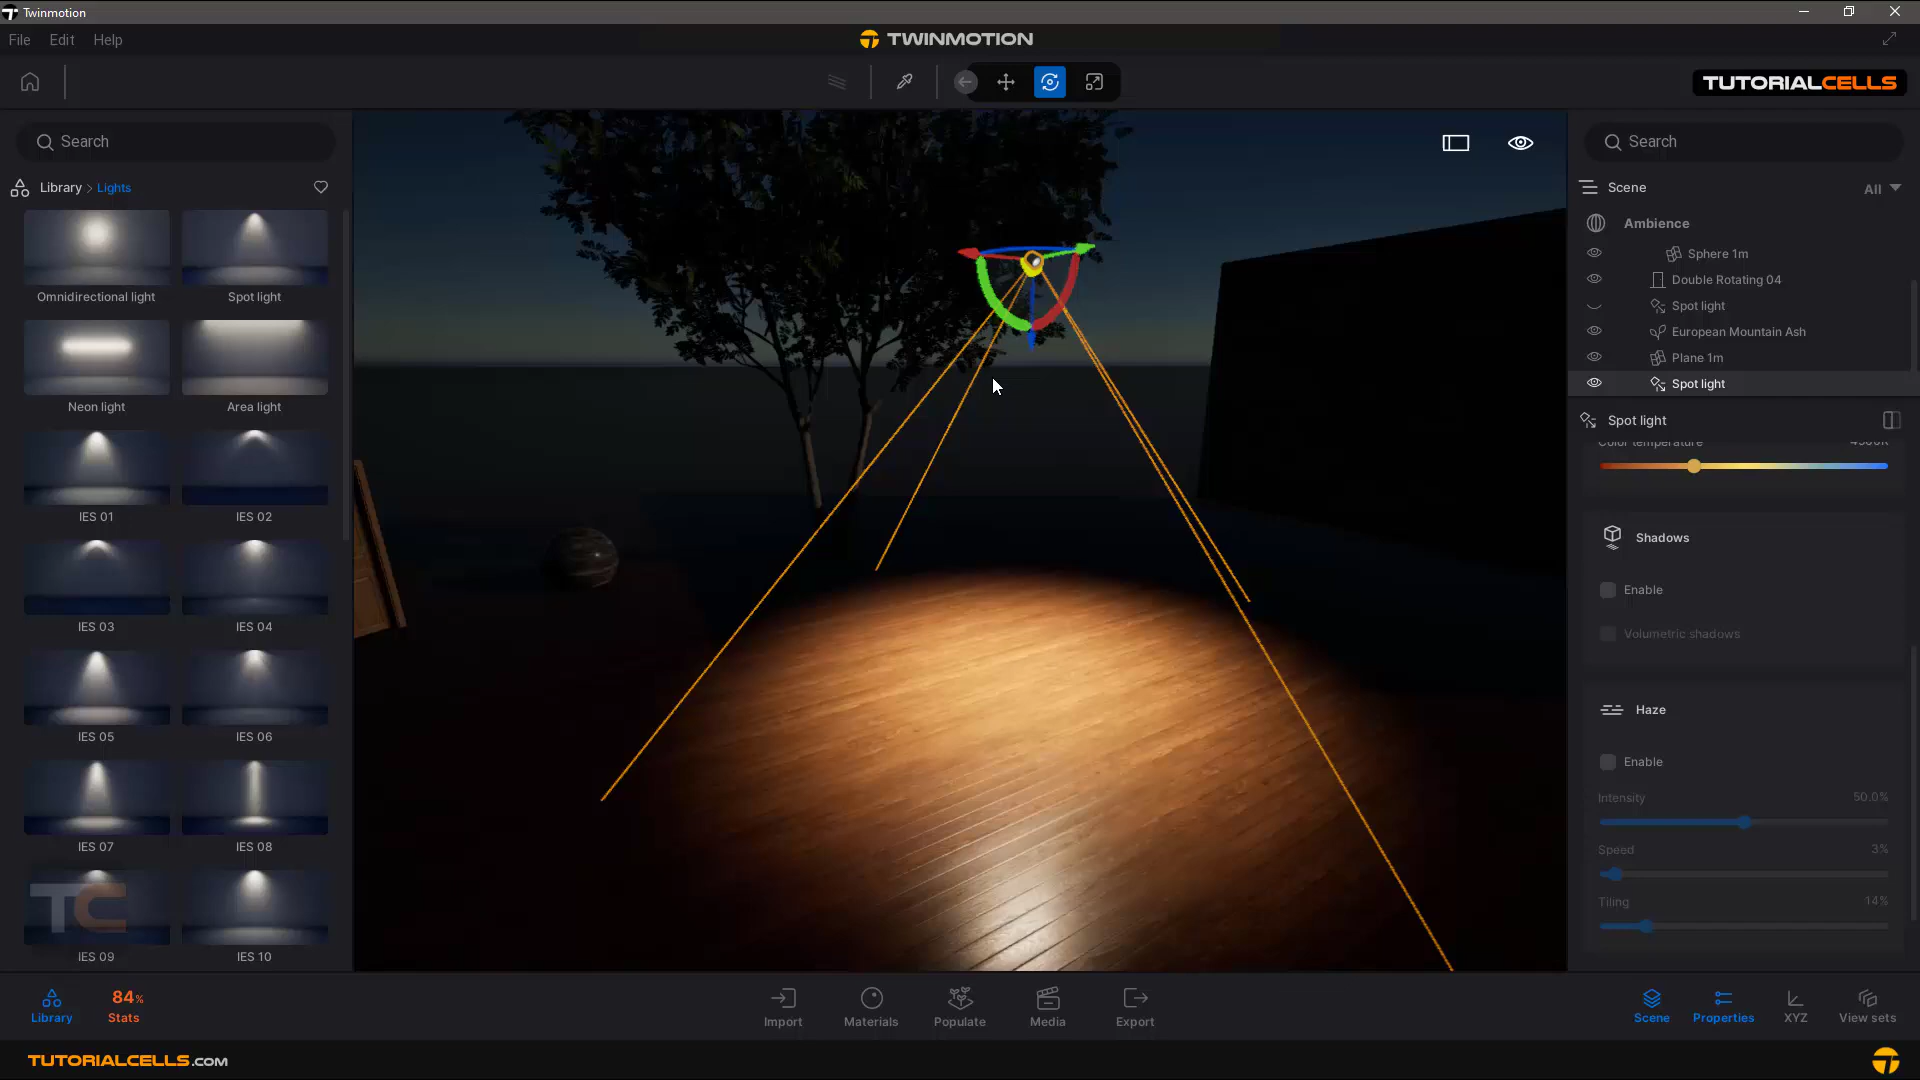 Twinmotion
File Edit Help
TWINMOTION
TUTORIALCELLS
Search
Library > Lights
Omnidirectional light
Spot light
Neon light
Area light
IES 01
IES 02
IES 03
IES 04
IES 05
IES 06
IES 07
IES 08
TC
IES 09
IES 10
Search
Scene
All
Ambience
Sphere 1m
Double Rotating 04
Spot light
European Mountain Ash
Plane 1m
Spot light
Spot light
Color temperature
Shadows
Enable
Volumetric shadows
Haze
Enable
Intensity 50.0%
Speed 3%
Tiling 14%
Library
84%
Stats
Import
Materials
Populate
Media
Export
Scene
Properties
XYZ
View sets
TUTORIALCELLS.COM